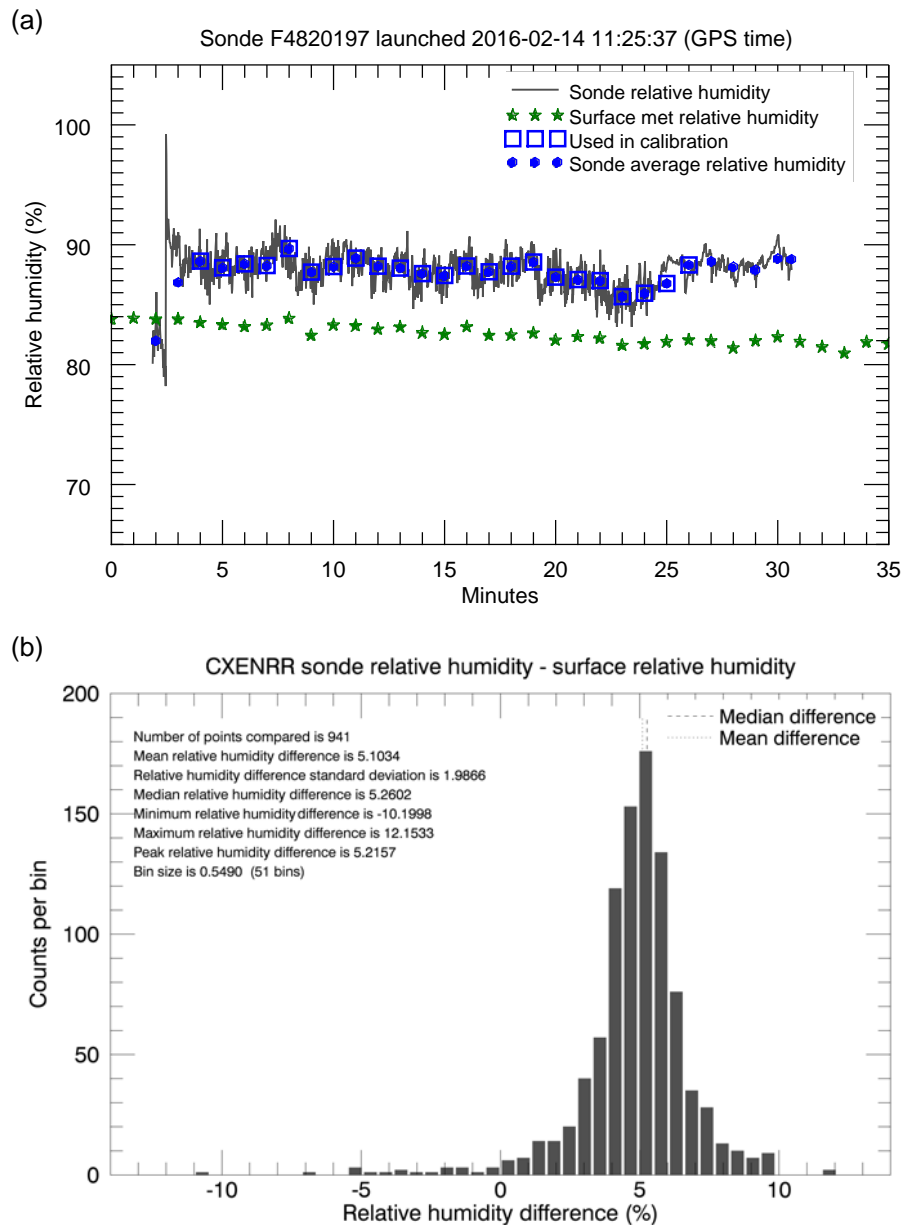 (a)
Sonde F4820197 launched 2016-02-14 11:25:37 (GPS time)
Sonde relative humidity
Surface met relative humidity
Used in calibration
Sonde average relative humidity
100
90
80
70
Relative humidity (%)
0 5 10 15 20 25 30 35
Minutes
(b)
CXENRR sonde relative humidity - surface relative humidity
Median difference
Mean difference
Number of points compared is 941
Mean relative humidity difference is 5.1034
Relative humidity difference standard deviation is 1.9866
Median relative humidity difference is 5.2602
Minimum relative humidity difference is -10.1998
Maximum relative humidity difference is 12.1533
Peak relative humidity difference is 5.2157
Bin size is 0.5490 (51 bins)
200
150
100
50
0
Counts per bin
-10 -5 0 5 10
Relative humidity difference (%)